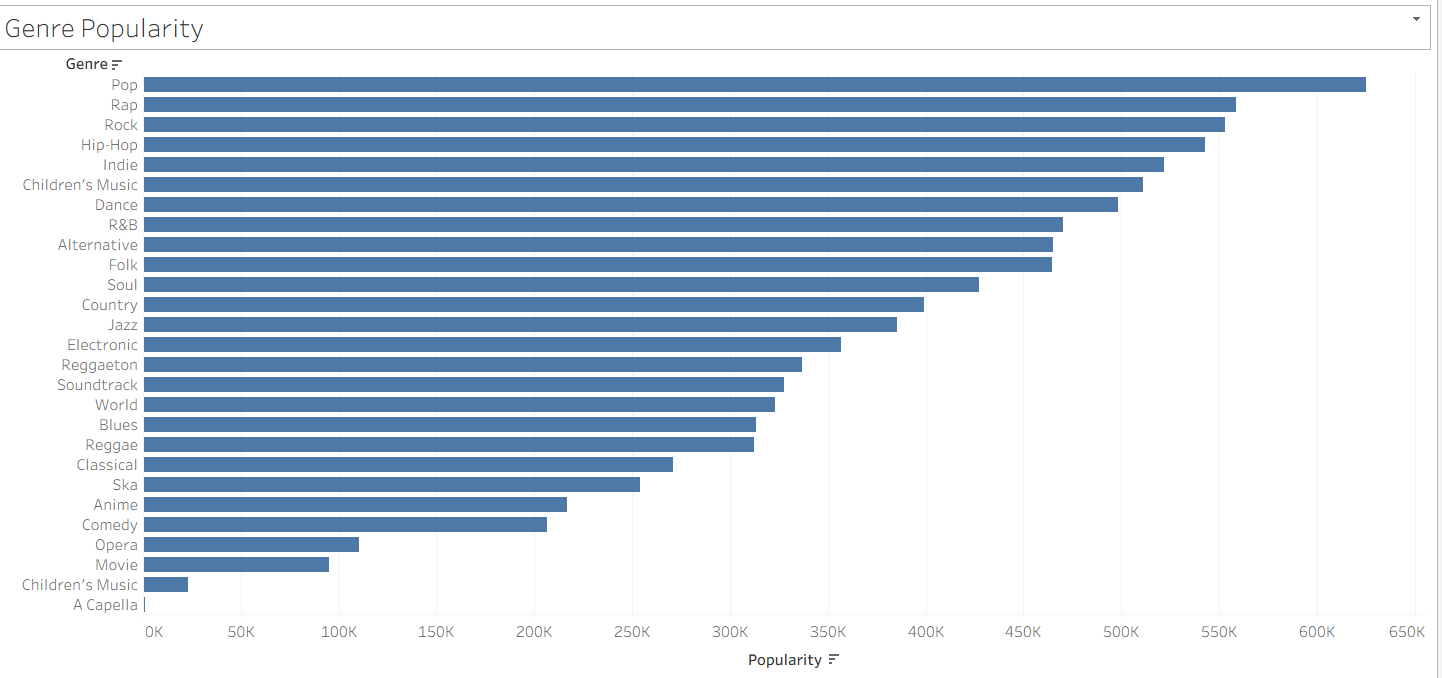 Genre Popularity
Genre
Pop
Rap
Rock
Hip-Hop
Indie
Children’s Music
Dance
R&B
Alternative
Folk
Soul
Country
Jazz
Electronic
Reggaeton
Soundtrack
World
Blues
Reggae
Classical
Ska
Anime
Comedy
Opera
Movie
Children's Music
A Capella
0K 50K 100K 150K 200K 250K 300K 350K 400K 450K 500K 550K 600K 650K
Popularity